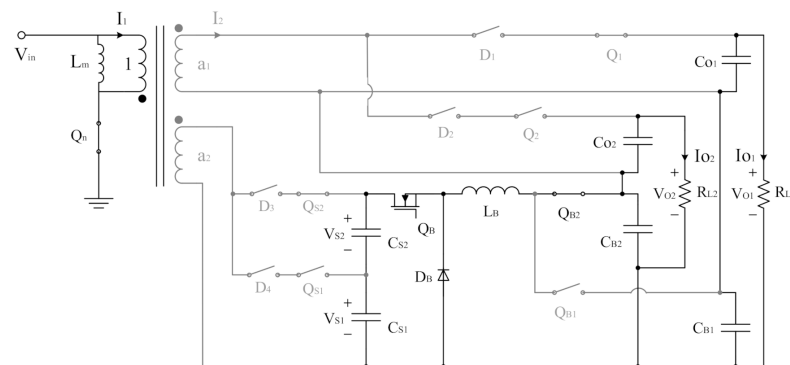 I1
I2
Vin
Lm
1
a1
D1
Q1
Co1
Qn
a2
D2
Q2
Co2
Io2
Io1
+
+
VO2
RL2
VO1
RL
−
−
D3
QS2
+
VS2
−
CS2
QB
LB
QB2
CB2
D4
QS1
+
VS1
−
CS1
DB
QB1
CB1